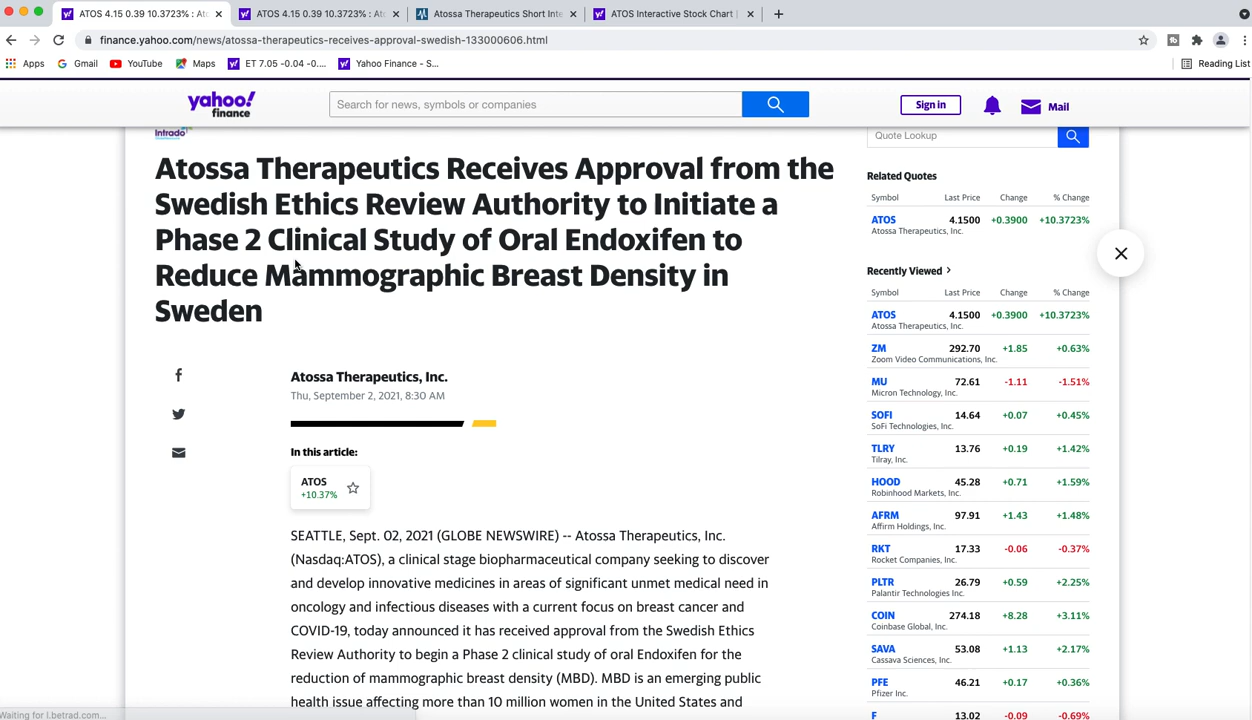 ATOS 4.15 0.39 10.3723% : At
ATOS 4.15 0.39 10.3723% : At
Atossa Therapeutics Short Inte
ATOS Interactive Stock Chart
finance.yahoo.com/news/atossa-therapeutics-receives-approval-swedish-133000606.html
Apps
Gmail
YouTube
Maps
ET 7.05 -0.04 -0....
Yahoo Finance - S...
Reading List
yahoo!
finance
Search for news, symbols or companies
Sign in
Mail
Intrado
Quote Lookup
Atossa Therapeutics Receives Approval from the
Swedish Ethics Review Authority to Initiate a
Phase 2 Clinical Study of Oral Endoxifen to
Reduce Mammographic Breast Density in
Sweden
Atossa Therapeutics, Inc.
Thu, September 2, 2021, 8:30 AM
In this article:
ATOS
+10.37%
SEATTLE, Sept. 02, 2021 (GLOBE NEWSWIRE) -- Atossa Therapeutics, Inc.
(Nasdaq:ATOS), a clinical stage biopharmaceutical company seeking to discover
and develop innovative medicines in areas of significant unmet medical need in
oncology and infectious diseases with a current focus on breast cancer and
COVID-19, today announced it has received approval from the Swedish Ethics
Review Authority to begin a Phase 2 clinical study of oral Endoxifen for the
reduction of mammographic breast density (MBD). MBD is an emerging public
health issue affecting more than 10 million women in the United States and
Related Quotes
Symbol Last Price Change % Change
ATOS 4.1500 +0.3900 +10.3723%
Atossa Therapeutics, Inc.
Recently Viewed
Symbol Last Price Change % Change
ATOS 4.1500 +0.3900 +10.3723%
Atossa Therapeutics, Inc.
ZM 292.70 +1.85 +0.63%
Zoom Video Communications, Inc.
MU 72.61 -1.11 -1.51%
Micron Technology, Inc.
SOFI 14.64 +0.07 +0.45%
SoFi Technologies, Inc.
TLRY 13.76 +0.19 +1.42%
Tilray, Inc.
HOOD 45.28 +0.71 +1.59%
Robinhood Markets, Inc.
AFRM 97.91 +1.43 +1.48%
Affirm Holdings, Inc.
RKT 17.33 -0.06 -0.37%
Rocket Companies, Inc.
PLTR 26.79 +0.59 +2.25%
Palantir Technologies Inc.
COIN 274.18 +8.28 +3.11%
Coinbase Global, Inc.
SAVA 53.08 +1.13 +2.17%
Cassava Sciences, Inc.
PFE 46.21 +0.17 +0.36%
Pfizer Inc.
F 13.02 -0.09 -0.69%
Waiting for l.betrad.com...